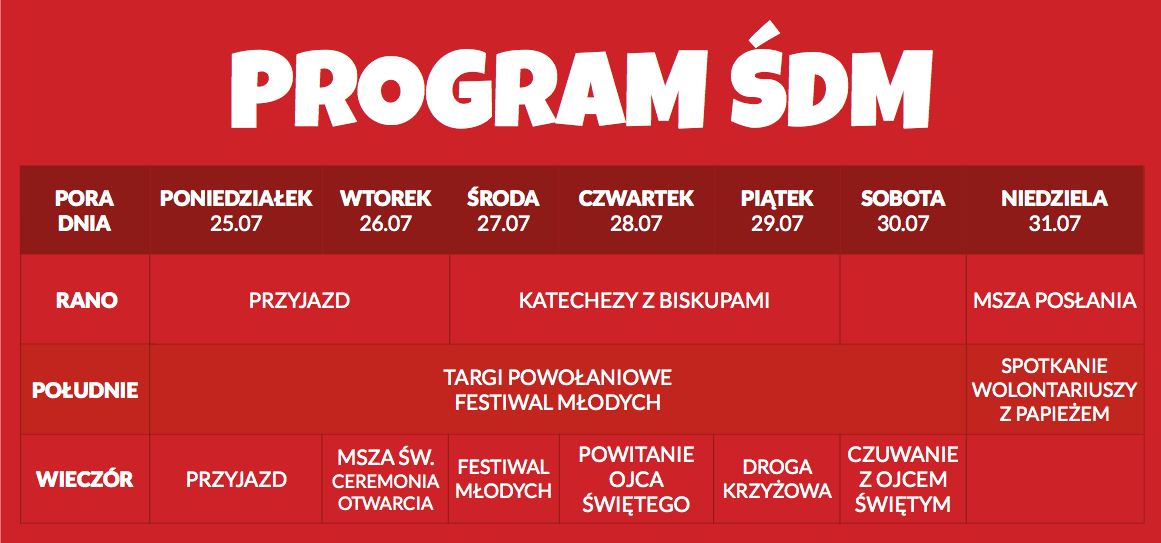 PROGRAM ŚDM
PORA
DNIA
PONIEDZIAŁEK
25.07
WTOREK
26.07
ŚRODA
27.07
CZWARTEK
28.07
PIĄTEK
29.07
SOBOTA
30.07
NIEDZIELA
31.07
RANO
PRZYJAZD
KATECHEZY Z BISKUPAMI
MSZA POSŁANIA
POŁUDNIE
TARGI POWOŁANIOWE
FESTIWAL MŁODYCH
SPOTKANIE
WOLONTARIUSZY
Z PAPIEŻEM
WIECZÓR
PRZYJAZD
MSZA ŚW.
CEREMONIA
OTWARCIA
FESTIWAL
MŁODYCH
POWITANIE
OJCA
ŚWIĘTEGO
DROGA
KRZYŻOWA
CZUWANIE
Z OJCEM
ŚWIĘTYM